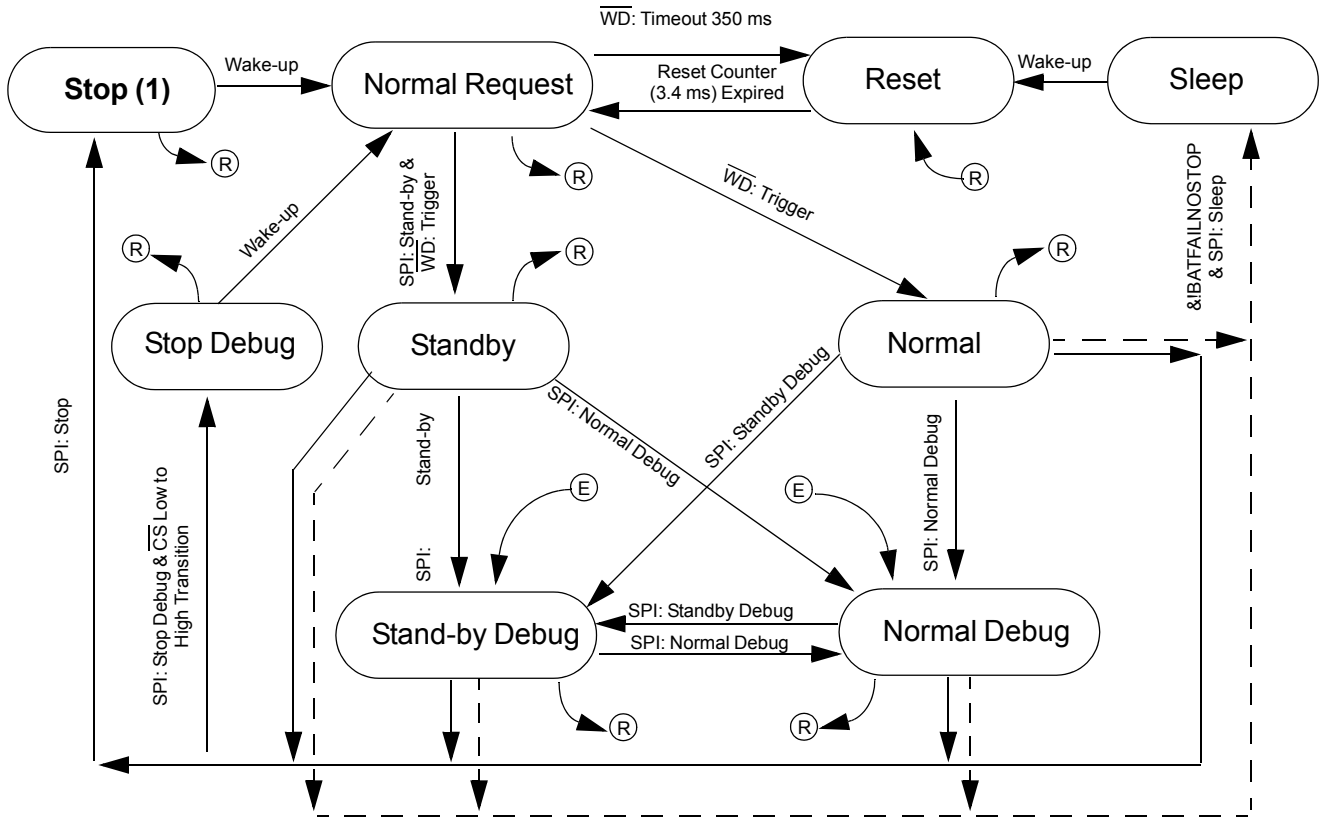 WD: Timeout 350 ms
Wake-up
Stop (1)
Normal Request
Reset Counter
(3.4 ms) Expired
Reset
Wake-up
Sleep
R
R
R
SPI: Stand-by &
WD: Trigger
WD: Trigger
Wake-up
&!BATFAILNOSTOP
& SPI: Sleep
R
R
R
Stop Debug
Standby
Normal
SPI: Stop
SPI: Stand-by
SPI: Normal Debug
SPI: Standby Debug
SPI: Normal Debug
SPI: Stop Debug & CS Low to
High Transition
E
E
Stand-by Debug
SPI: Standby Debug
SPI: Normal Debug
Normal Debug
R
R